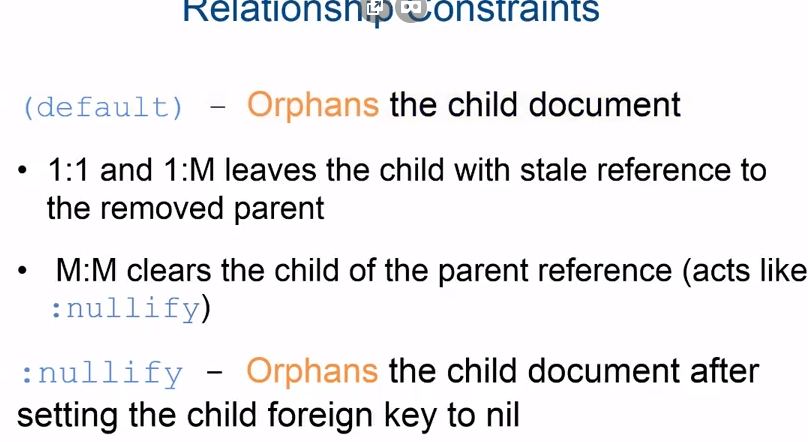 Relationship Constraints
(default) – Orphans the child document
• 1:1 and 1:M leaves the child with stale reference to
the removed parent
• M:M clears the child of the parent reference (acts like
:nullify)
:nullify – Orphans the child document after
setting the child foreign key to nil